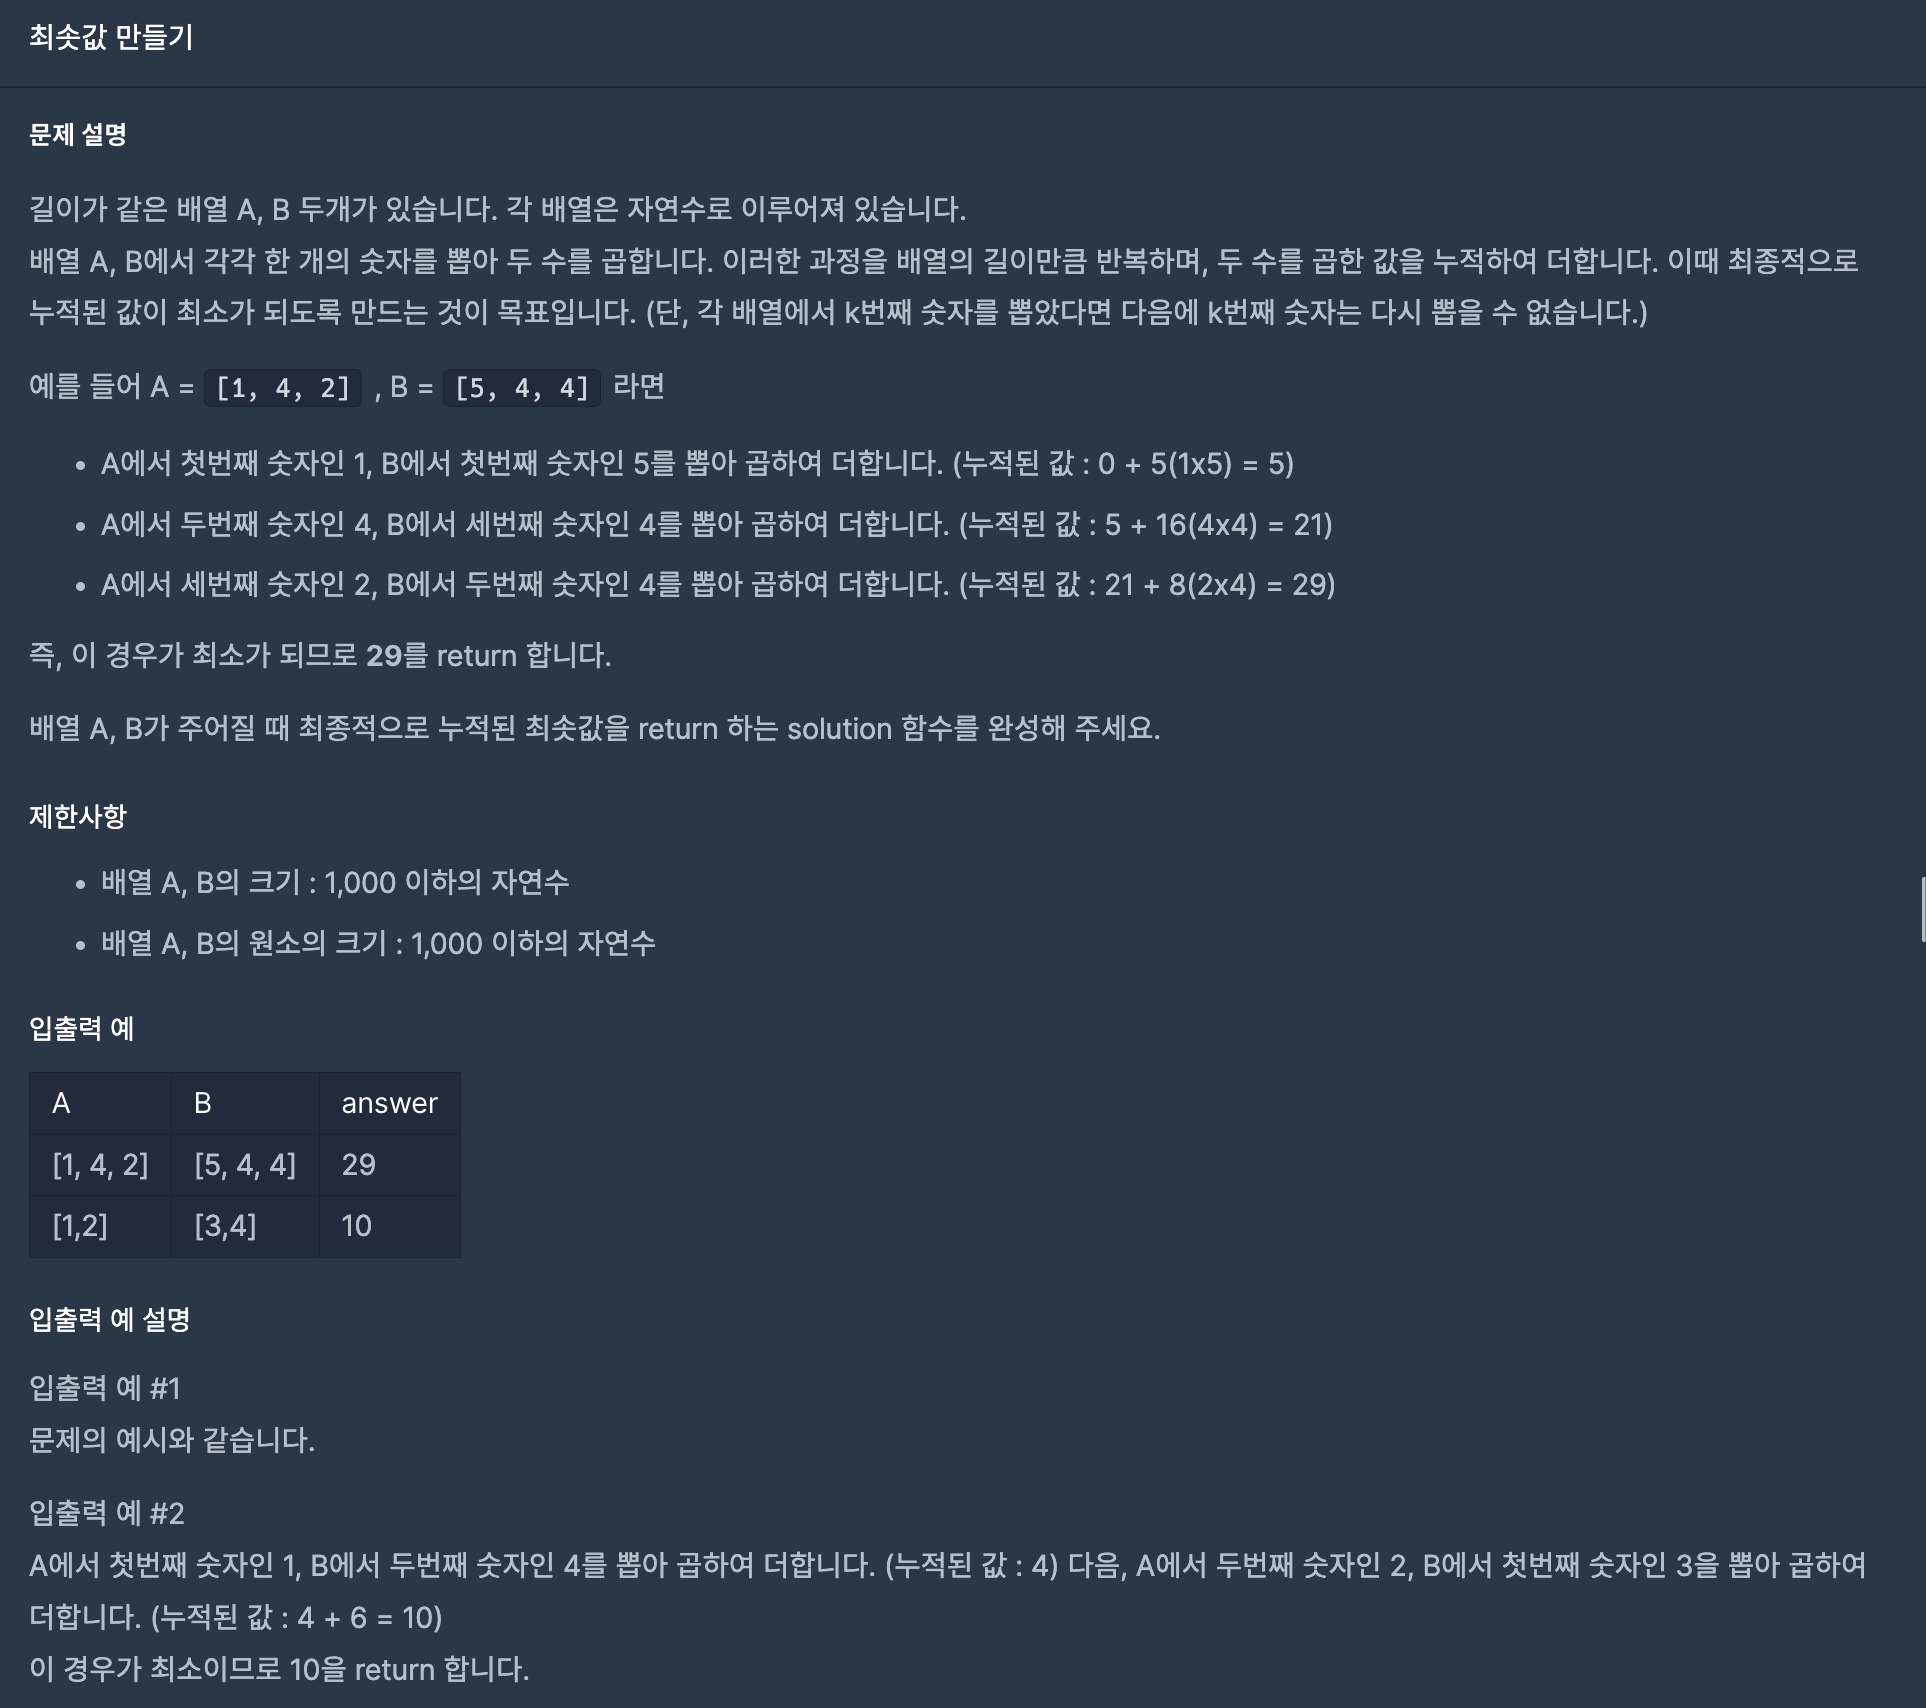 최솟값 만들기
문제 설명
길이가 같은 배열 A, B 두개가 있습니다. 각 배열은 자연수로 이루어져 있습니다.
배열 A, B에서 각각 한 개의 숫자를 뽑아 두 수를 곱합니다. 이러한 과정을 배열의 길이만큼 반복하며, 두 수를 곱한 값을 누적하여 더합니다. 이때 최종적으로
누적된 값이 최소가 되도록 만드는 것이 목표입니다. (단, 각 배열에서 k번째 숫자를 뽑았다면 다음에 k번째 숫자는 다시 뽑을 수 없습니다.)
예를 들어 A = [1, 4, 2] , B = [5, 4, 4] 라면
• A에서 첫번째 숫자인 1, B에서 첫번째 숫자인 5를 뽑아 곱하여 더합니다. (누적된 값 : 0 + 5(1x5) = 5)
• A에서 두번째 숫자인 4, B에서 세번째 숫자인 4를 뽑아 곱하여 더합니다. (누적된 값 : 5 + 16(4x4) = 21)
• A에서 세번째 숫자인 2, B에서 두번째 숫자인 4를 뽑아 곱하여 더합니다. (누적된 값 : 21 + 8(2x4) = 29)
즉, 이 경우가 최소가 되므로 29를 return 합니다.
배열 A, B가 주어질 때 최종적으로 누적된 최솟값을 return 하는 solution 함수를 완성해 주세요.
제한사항
• 배열 A, B의 크기 : 1,000 이하의 자연수
• 배열 A, B의 원소의 크기 : 1,000 이하의 자연수
입출력 예
A B answer
[1, 4, 2] [5, 4, 4] 29
[1,2] [3,4] 10
입출력 예 설명
입출력 예 #1
문제의 예시와 같습니다.
입출력 예 #2
A에서 첫번째 숫자인 1, B에서 두번째 숫자인 4를 뽑아 곱하여 더합니다. (누적된 값 : 4) 다음, A에서 두번째 숫자인 2, B에서 첫번째 숫자인 3을 뽑아 곱하여
더합니다. (누적된 값 : 4 + 6 = 10)
이 경우가 최소이므로 10을 return 합니다.